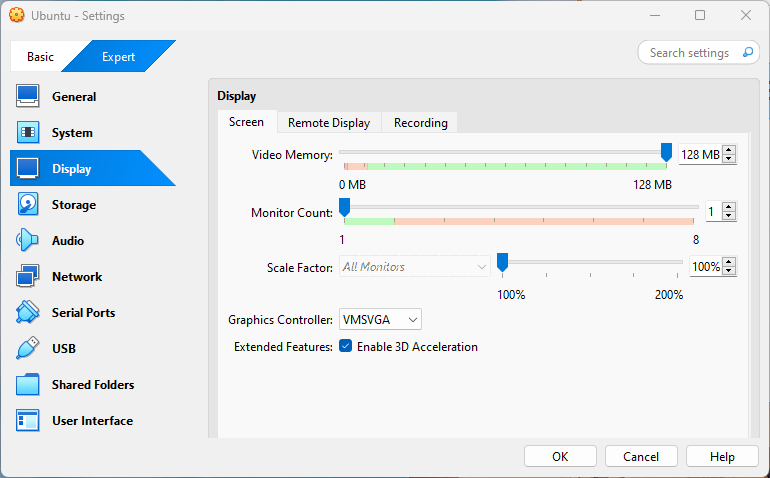 Ubuntu - Settings
Basic
Expert
Search settings
General
System
Display
Storage
Audio
Network
Serial Ports
USB
Shared Folders
User Interface
Display
Screen
Remote Display
Recording
Video Memory:
128 MB
0 MB
128 MB
Monitor Count:
1
1
8
Scale Factor:
All Monitors
100%
100%
200%
Graphics Controller:
VMSVGA
Extended Features:
Enable 3D Acceleration
OK
Cancel
Help